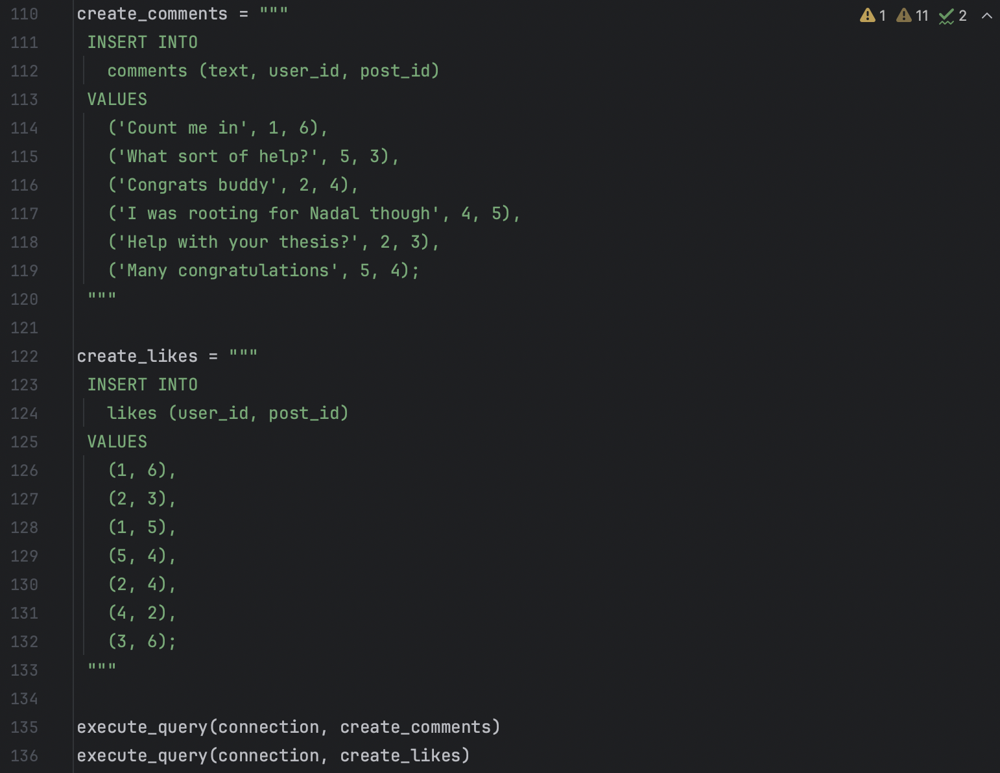 110 create_comments = """ 1 11 2
111 INSERT INTO
112 comments (text, user_id, post_id)
113 VALUES
114 ('Count me in', 1, 6),
115 ('What sort of help?', 5, 3),
116 ('Congrats buddy', 2, 4),
117 ('I was rooting for Nadal though', 4, 5),
118 ('Help with your thesis?', 2, 3),
119 ('Many congratulations', 5, 4);
120 """
121
122 create_likes = """
123 INSERT INTO
124 likes (user_id, post_id)
125 VALUES
126 (1, 6),
127 (2, 3),
128 (1, 5),
129 (5, 4),
130 (2, 4),
131 (4, 2),
132 (3, 6);
133 """
134
135 execute_query(connection, create_comments)
136 execute_query(connection, create_likes)